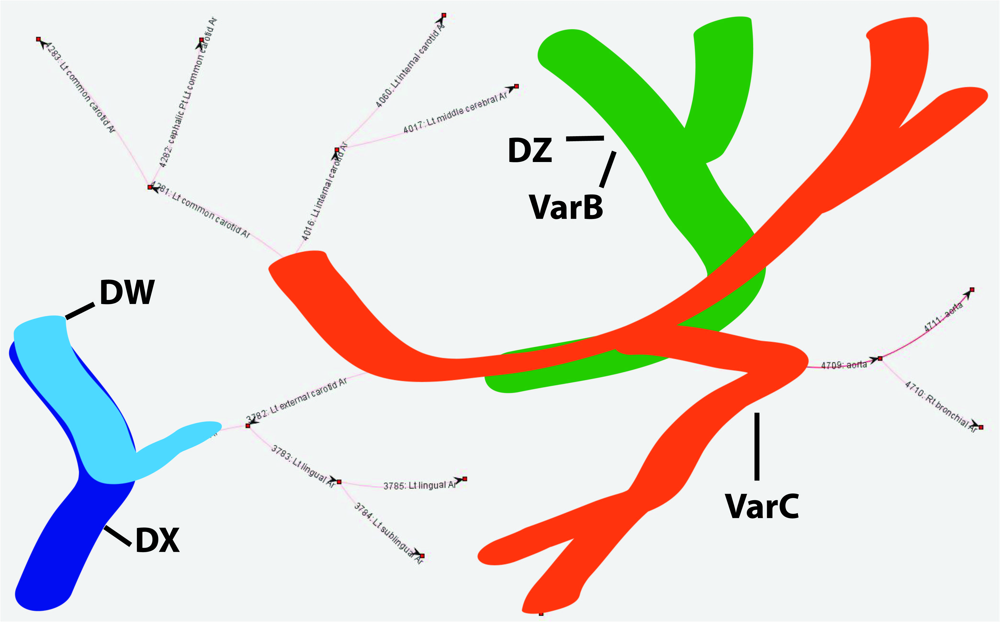 4283: Lt common carotid Ar
4282: cephalic Pt Lt common carotid Ar
4060: Lt internal carotid Ar
4017: Lt middle cerebral Ar
4281: Lt common carotid Ar
4016: Lt internal carotid Ar
DZ
VarB
DW
4711: aorta
4709: aorta
4710: Rt bronchial Ar
3782: Lt external carotid Ar
3783: Lt lingual Ar
3785: Lt lingual Ar
3784: Lt sublingual Ar
VarC
DX